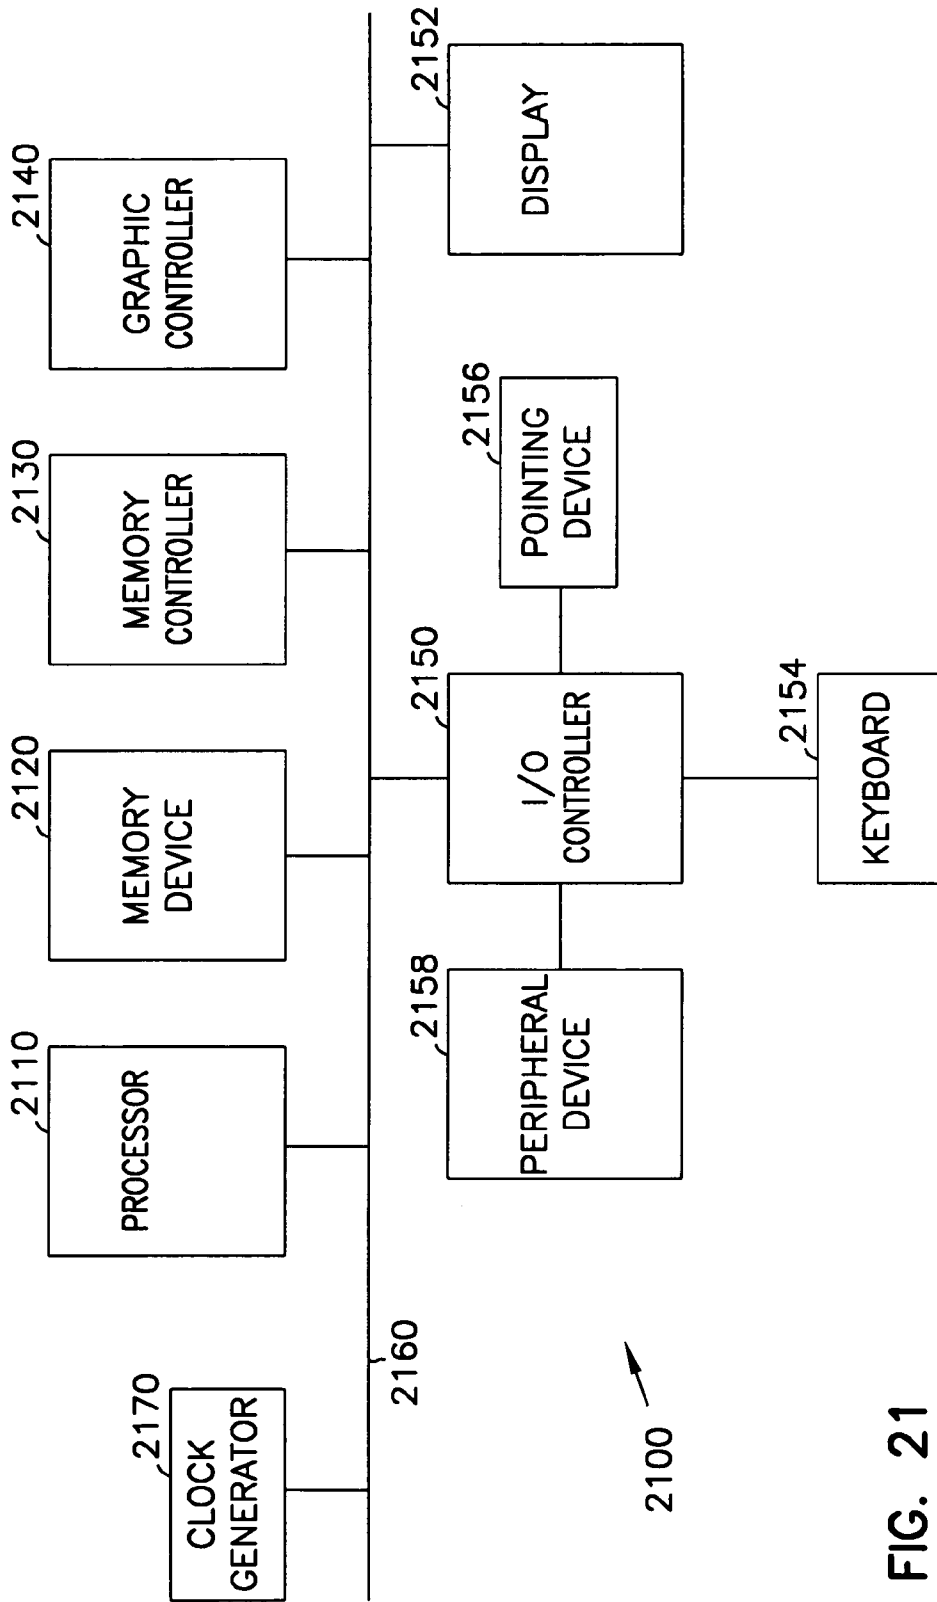 2170
CLOCK
GENERATOR
2110
PROCESSOR
2120
MEMORY
DEVICE
2130
MEMORY
CONTROLLER
2140
GRAPHIC
CONTROLLER
2160
2158
PERIPHERAL
DEVICE
2150
I/O
CONTROLLER
2156
POINTING
DEVICE
2152
DISPLAY
2154
KEYBOARD
2100
FIG. 21